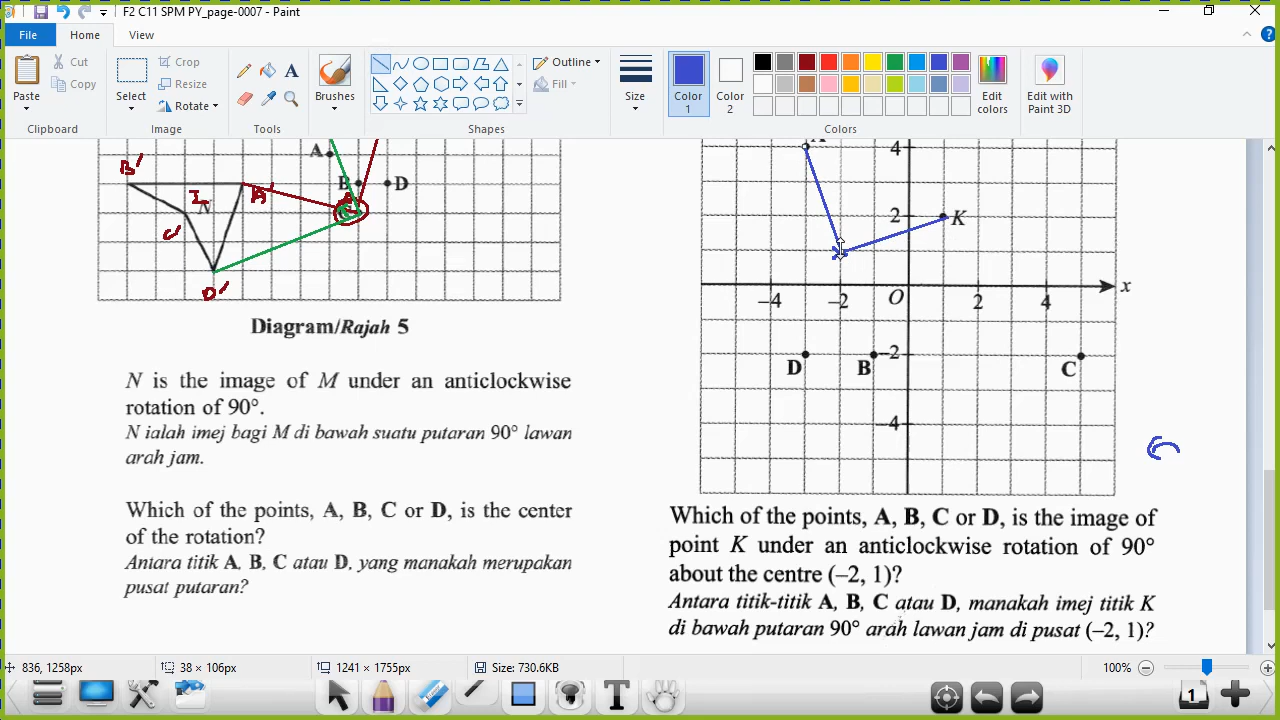 F2 C11 SPM PY_page-0007 - Paint
File
Home
View
Paste
Cut
Copy
Clipboard
Select
Crop
Resize
Rotate
Image
A
Tools
Brushes
Outline
Fill
Shapes
Size
Color 1
Color 2
Colors
Edit colors
Edit with Paint 3D
A
B
D
B'
I
N
A'
C'
D'
Diagram/Rajah 5
N is the image of M under an anticlockwise
rotation of 90°.
N ialah imej bagi M di bawah suatu putaran 90° lawan
arah jam.
Which of the points, A, B, C or D, is the center
of the rotation?
Antara titik A, B, C atau D, yang manakah merupakan
pusat putaran?
4
2
K
x
-4
-2
O
2
4
-2
D
B
C
-4
Which of the points, A, B, C or D, is the image of
point K under an anticlockwise rotation of 90°
about the centre (–2, 1)?
Antara titik-titik A, B, C atau D, manakah imej titik K
di bawah putaran 90° arah lawan jam di pusat (–2, 1)?
836, 1258px
38 × 106px
1241 × 1755px
Size: 730.6KB
100%
T
1